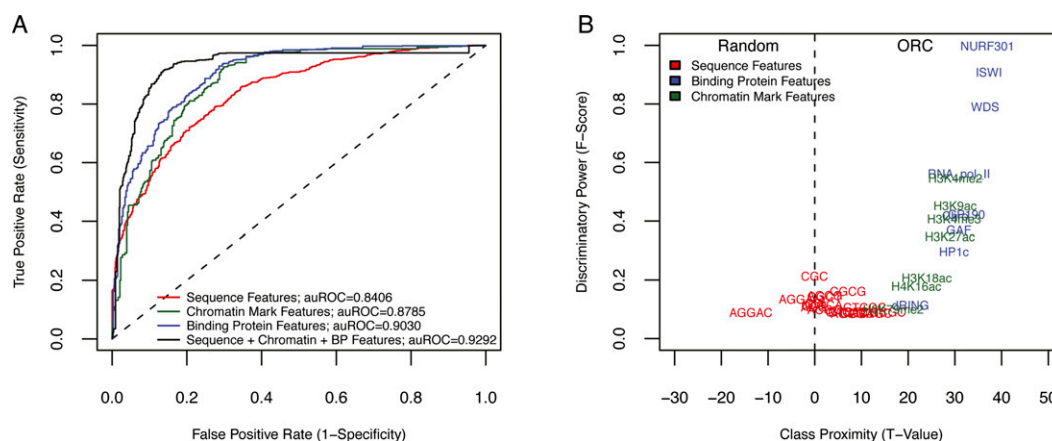 A
True Positive Rate (Sensitivity)
1.0
0.8
0.6
0.4
0.2
0.0
Sequence Features; auROC=0.8406
Chromatin Mark Features; auROC=0.8785
Binding Protein Features; auROC=0.9030
Sequence + Chromatin + BP Features; auROC=0.9292
0.0 0.2 0.4 0.6 0.8 1.0
False Positive Rate (1-Specificity)
B
Discriminatory Power (F-Score)
1.0
0.8
0.6
0.4
0.2
0.0
Random ORC
Sequence Features
Binding Protein Features
Chromatin Mark Features
NURF301
ISWI
WDS
RNA_pol_II
H3K4me2
H3K9ac
H3K4me3
GAF
H3K27ac
HP1c
H3K18ac
H4K16ac
dRING
CGC
GGCG
AGGAC
−30 −20 −10 0 10 20 30 40 50
Class Proximity (T-Value)